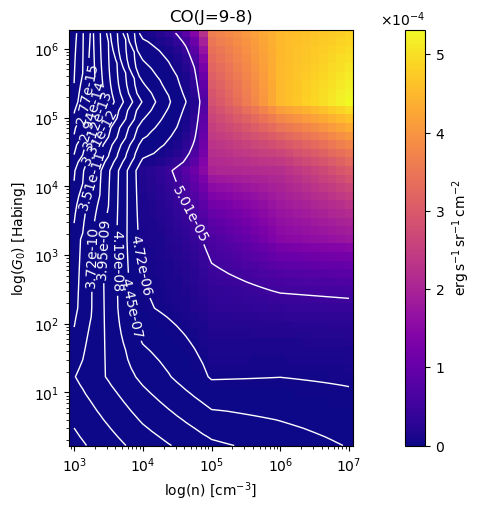 CO(J=9-8)
×10⁻⁴
log(G₀) [Habing]
10⁶
10⁵
10⁴
10³
10²
10¹
3.51e-11
3.72e-10
3.95e-09
4.19e-08
4.45e-07
4.72e-06
5.01e-05
10³ 10⁴ 10⁵ 10⁶ 10⁷
log(n) [cm⁻³]
5
4
3
2
1
0
erg s⁻¹ sr⁻¹ cm⁻²